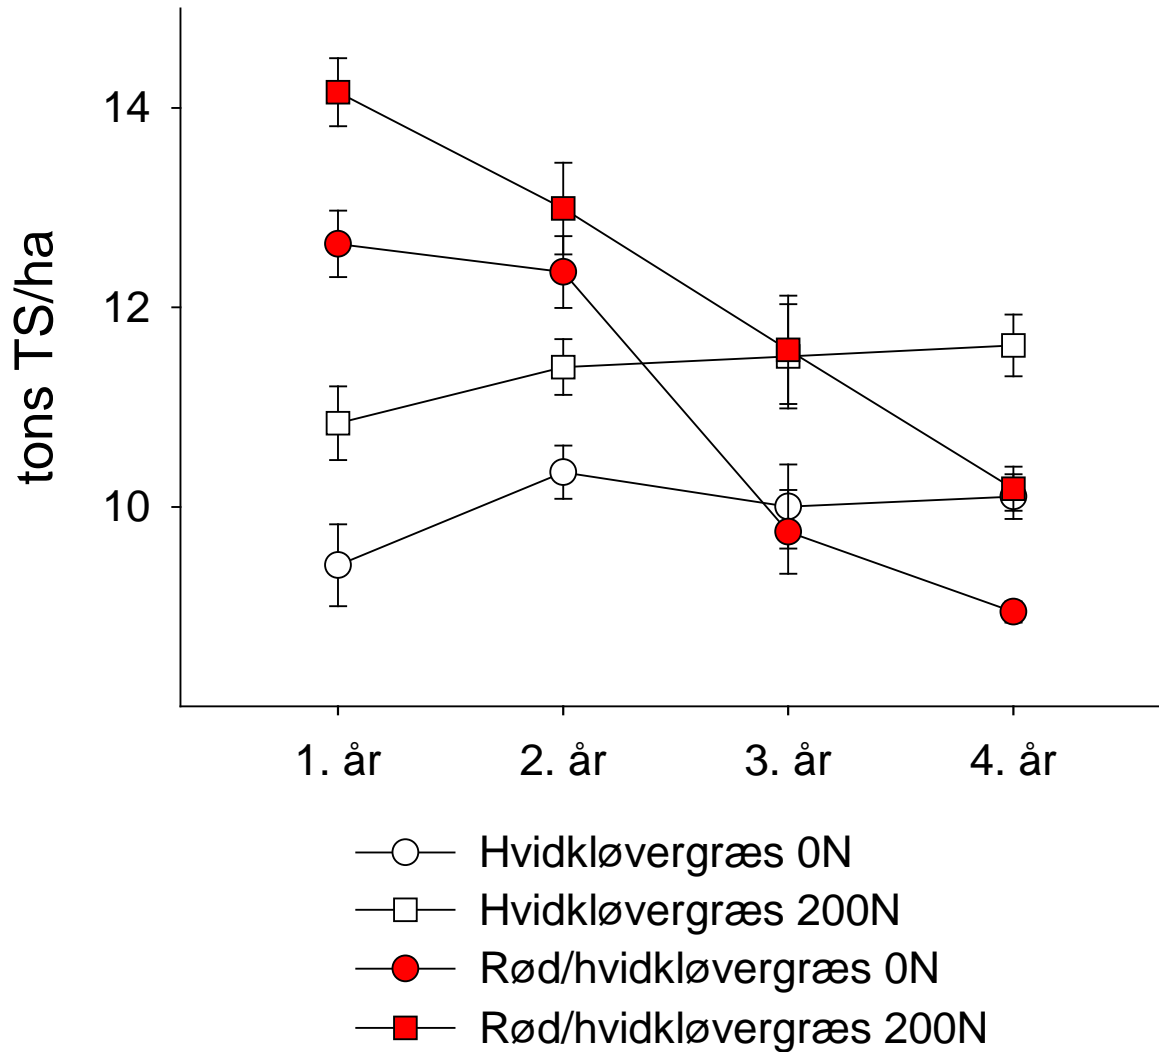 14
12
10
tons TS/ha
1. år 2. år 3. år 4. år
Hvidkløvergræs 0N
Hvidkløvergræs 200N
Rød/hvidkløvergræs 0N
Rød/hvidkløvergræs 200N